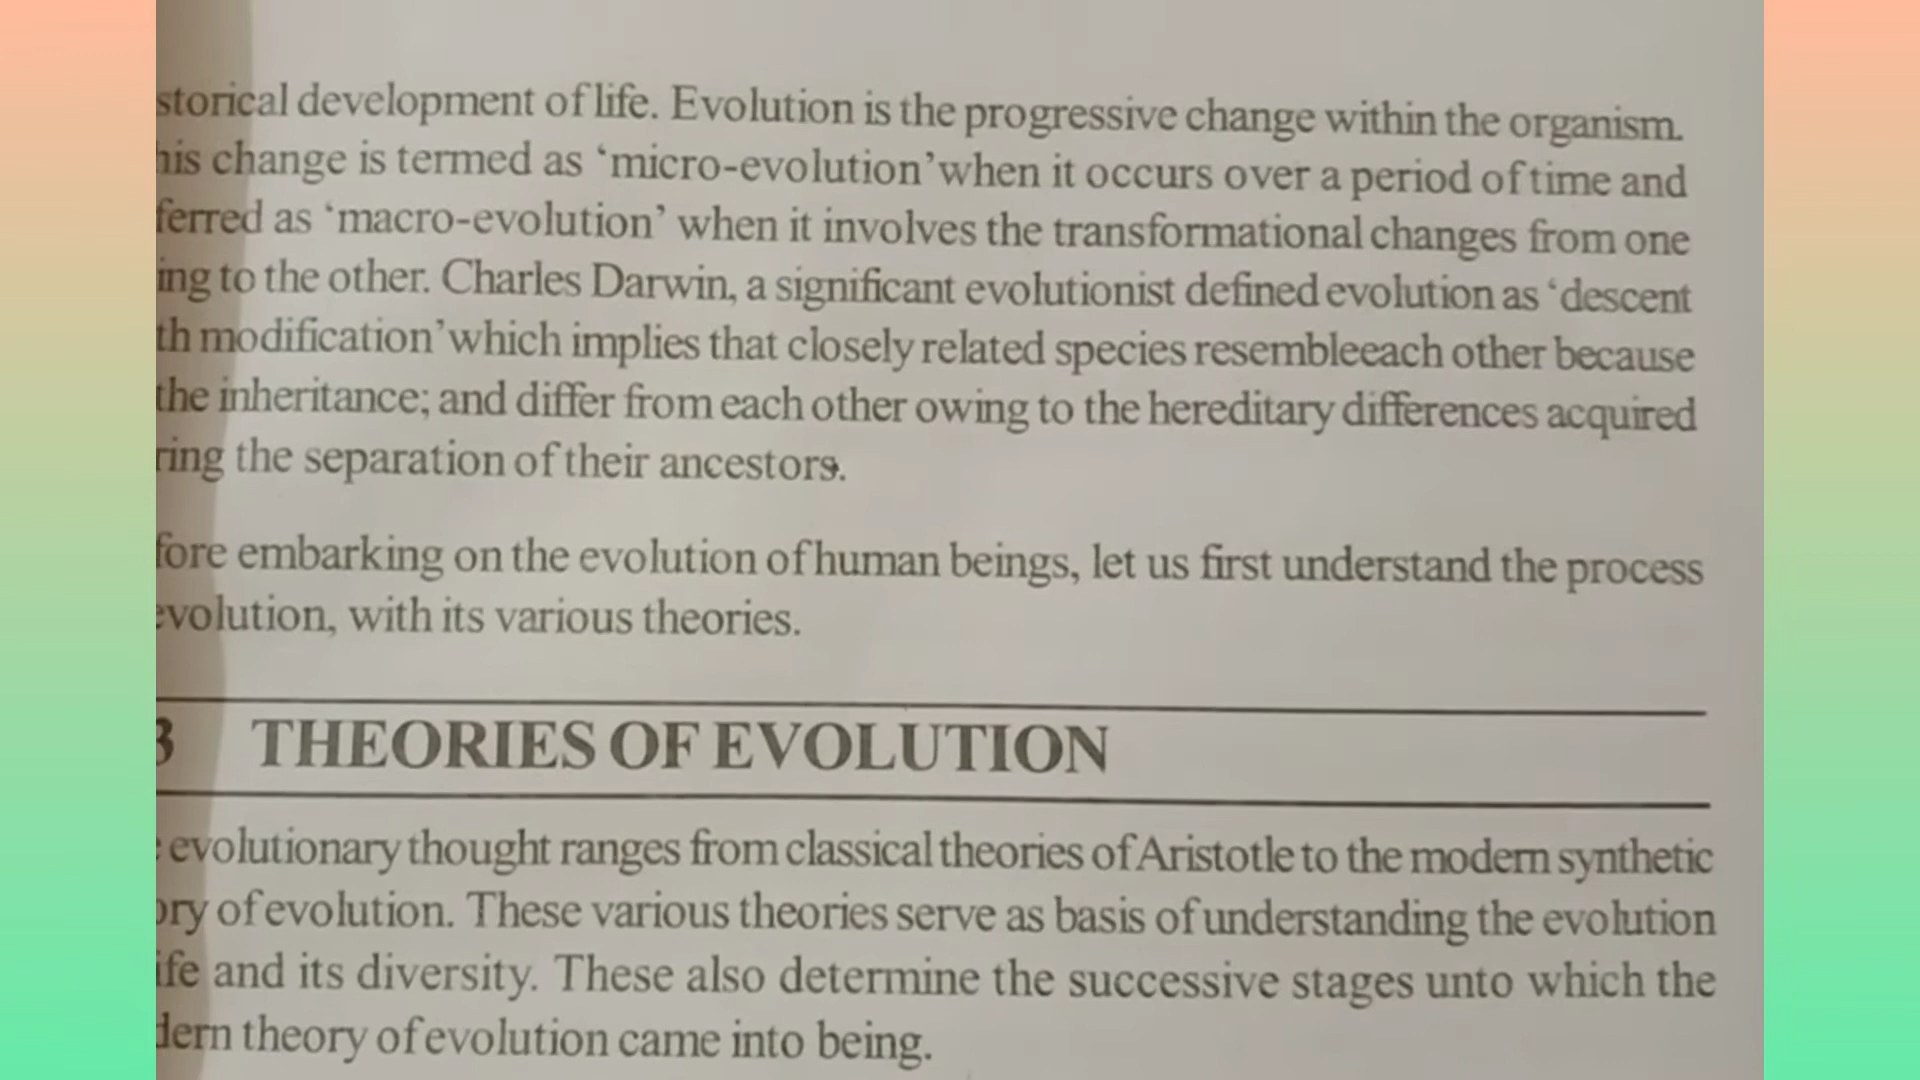 storical development of life. Evolution is the progressive change within the organism.
his change is termed as ‘micro-evolution’when it occurs over a period of time and
ferred as ‘macro-evolution’ when it involves the transformational changes from one
ing to the other. Charles Darwin, a significant evolutionist defined evolution as ‘descent
th modification’which implies that closely related species resembleeach other because
the inheritance; and differ from each other owing to the hereditary differences acquired
ring the separation of their ancestors.
fore embarking on the evolution of human beings, let us first understand the process
evolution, with its various theories.
3 THEORIES OF EVOLUTION
evolutionary thought ranges from classical theories of Aristotle to the modern synthetic
ory of evolution. These various theories serve as basis of understanding the evolution
ife and its diversity. These also determine the successive stages unto which the
dern theory of evolution came into being.